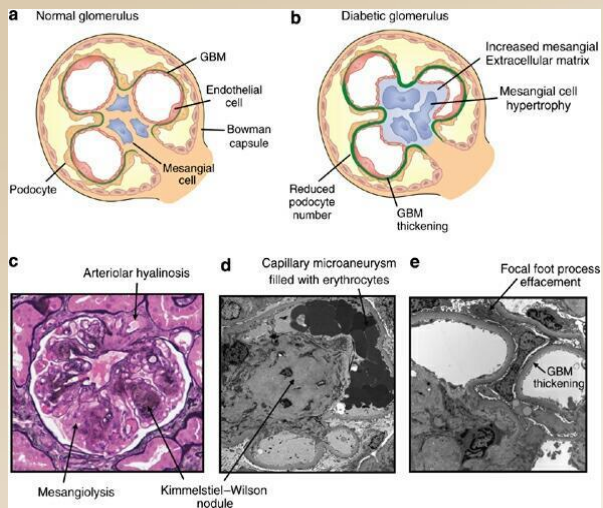 a Normal glomerulus
GBM
Endothelial
cell
Bowman
capsule
Mesangial
cell
Podocyte
b Diabetic glomerulus
Increased mesangial
Extracellular matrix
Mesangial cell
hypertrophy
Reduced
podocyte
number
GBM
thickening
c
Arteriolar hyalinosis
Mesangiolysis
d Capillary microaneurysm
filled with erythrocytes
Kimmelstiel–Wilson
nodule
e Focal foot process
effacement
GBM
thickening